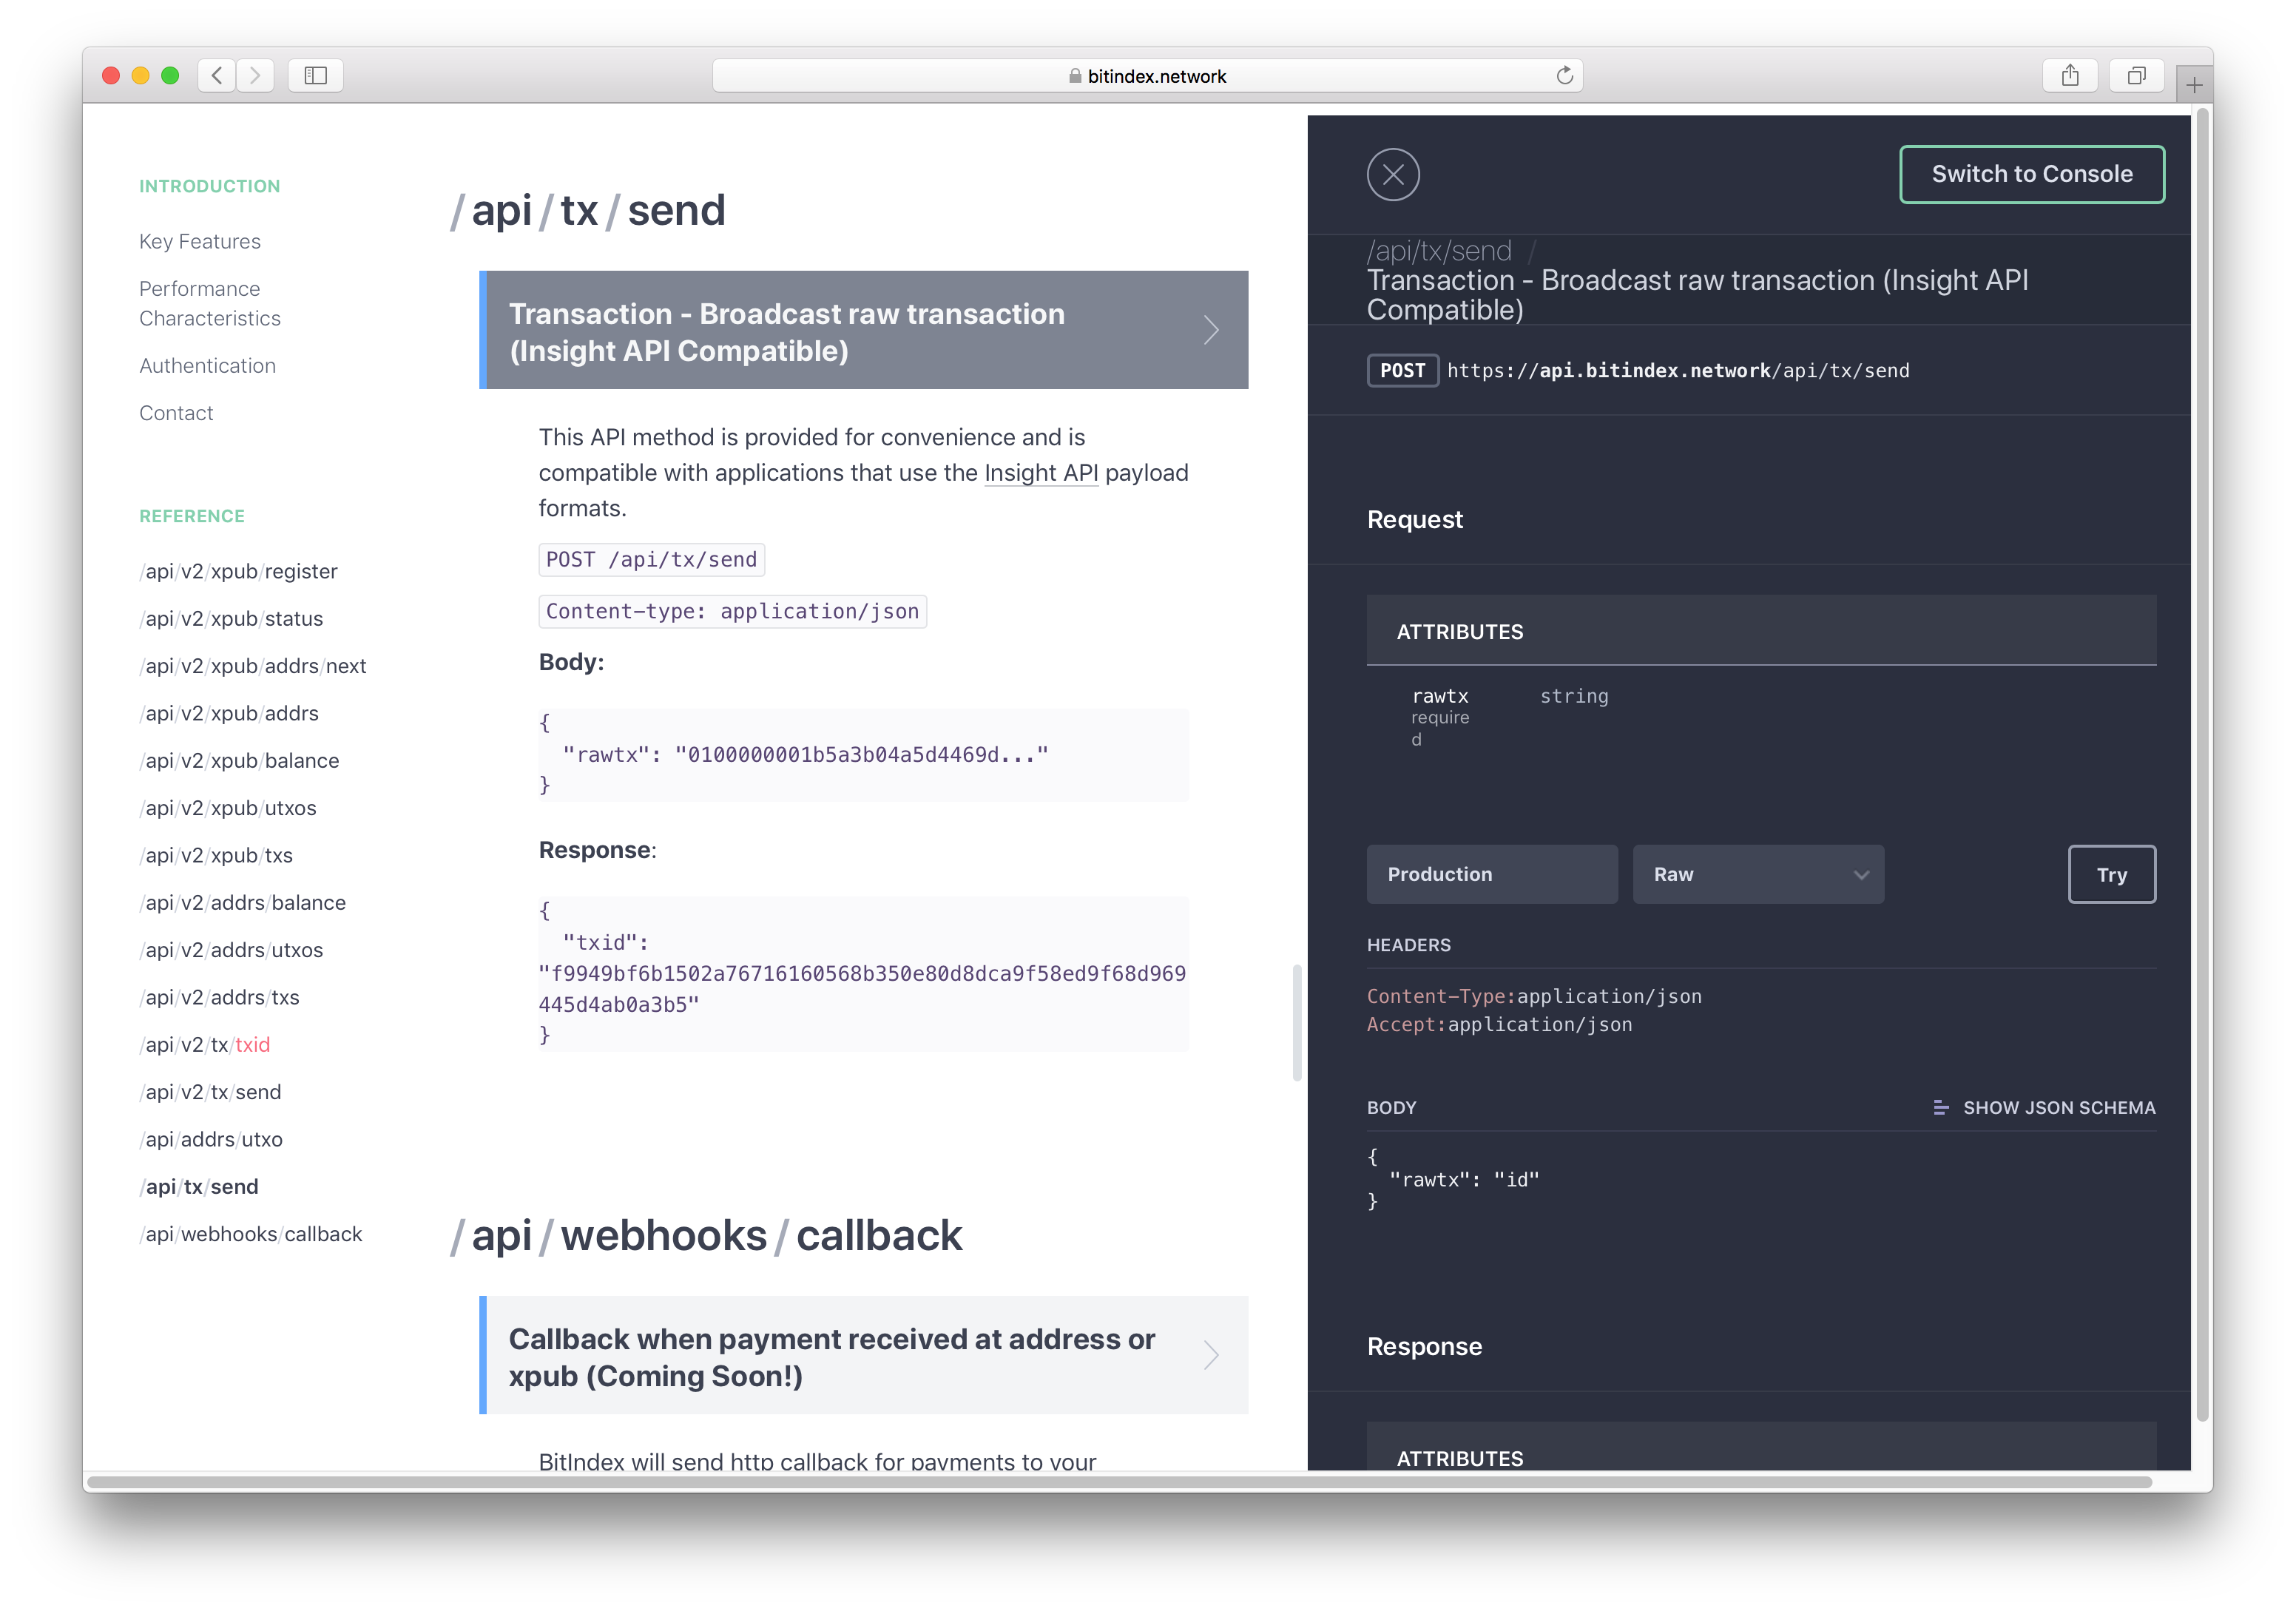 bitindex.network
INTRODUCTION
Key Features
Performance
Characteristics
Authentication
Contact
REFERENCE
/api/v2/xpub/register
/api/v2/xpub/status
/api/v2/xpub/addrs/next
/api/v2/xpub/addrs
/api/v2/xpub/balance
/api/v2/xpub/utxos
/api/v2/xpub/txs
/api/v2/addrs/balance
/api/v2/addrs/utxos
/api/v2/addrs/txs
/api/v2/tx/txid
/api/v2/tx/send
/api/addrs/utxo
/api/tx/send
/api/webhooks/callback
/api/tx/send
Transaction - Broadcast raw transaction
(Insight API Compatible)
This API method is provided for convenience and is
compatible with applications that use the Insight API payload
formats.
POST /api/tx/send
Content-type: application/json
Body:
{
"rawtx": "0100000001b5a3b04a5d4469d..."
}
Response:
{
"txid":
"f9949bf6b1502a76716160568b350e80d8dca9f58ed9f68d969
445d4ab0a3b5"
}
/api/webhooks/callback
Callback when payment received at address or
xpub (Coming Soon!)
BitIndex will send http callback for payments to your
Switch to Console
/api/tx/send /
Transaction - Broadcast raw transaction (Insight API
Compatible)
POST https://api.bitindex.network/api/tx/send
Request
ATTRIBUTES
rawtx string
require
d
Production Raw Try
HEADERS
Content-Type:application/json
Accept:application/json
BODY SHOW JSON SCHEMA
{
"rawtx": "id"
}
Response
ATTRIBUTES